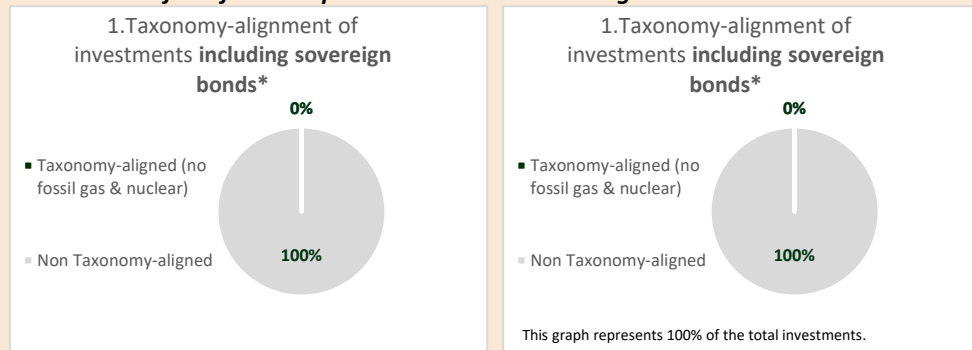 1.Taxonomy-alignment of
investments including sovereign
bonds*
0%
Taxonomy-aligned (no
fossil gas & nuclear)
Non Taxonomy-aligned
100%
1.Taxonomy-alignment of
investments including sovereign
bonds*
0%
Taxonomy-aligned (no
fossil gas & nuclear)
Non Taxonomy-aligned
100%
This graph represents 100% of the total investments.